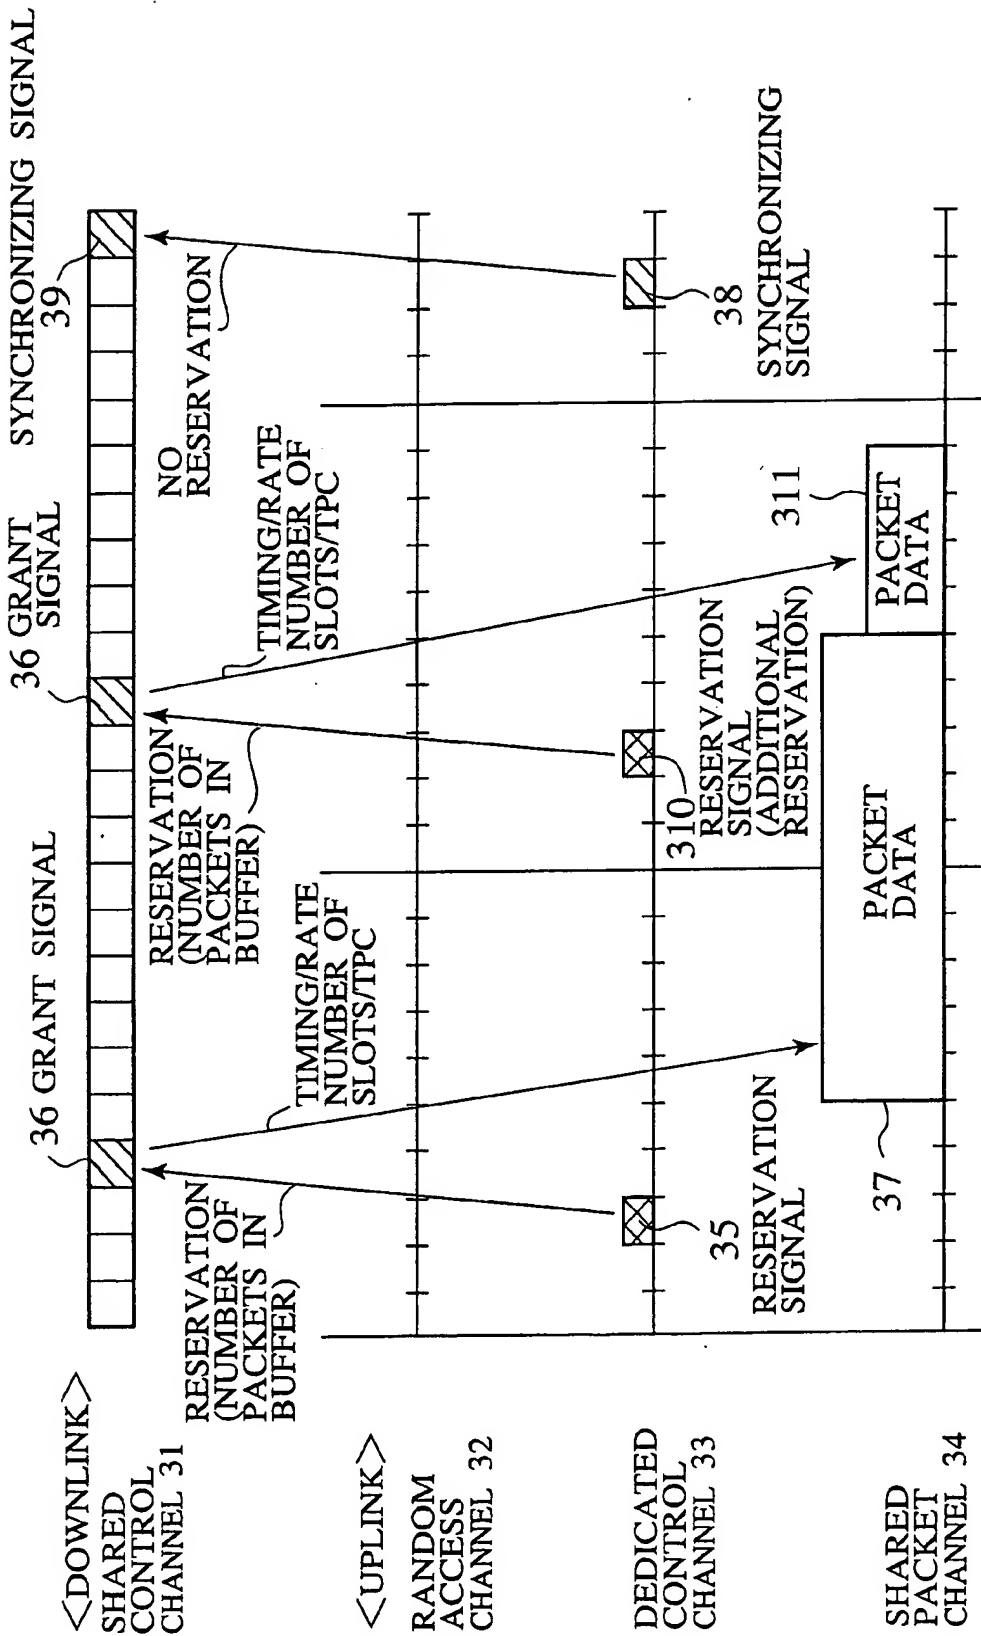 <DOWNLINK>
SHARED
CONTROL
CHANNEL 31
36 GRANT SIGNAL
36 GRANT
SIGNAL
SYNCHRONIZING SIGNAL
39
RESERVATION
(NUMBER OF
PACKETS IN
BUFFER)
TIMING/RATE
NUMBER OF
SLOTS/TPC
RESERVATION
(NUMBER OF
PACKETS IN
BUFFER)
TIMING/RATE
NUMBER OF
SLOTS/TPC
NO
RESERVATION
<UPLINK>
RANDOM
ACCESS
CHANNEL 32
DEDICATED
CONTROL
CHANNEL 33
35
RESERVATION
SIGNAL
310
RESERVATION
SIGNAL
(ADDITIONAL
RESERVATION)
38
SYNCHRONIZING
SIGNAL
SHARED
PACKET
CHANNEL 34
37
PACKET
DATA
311
PACKET
DATA